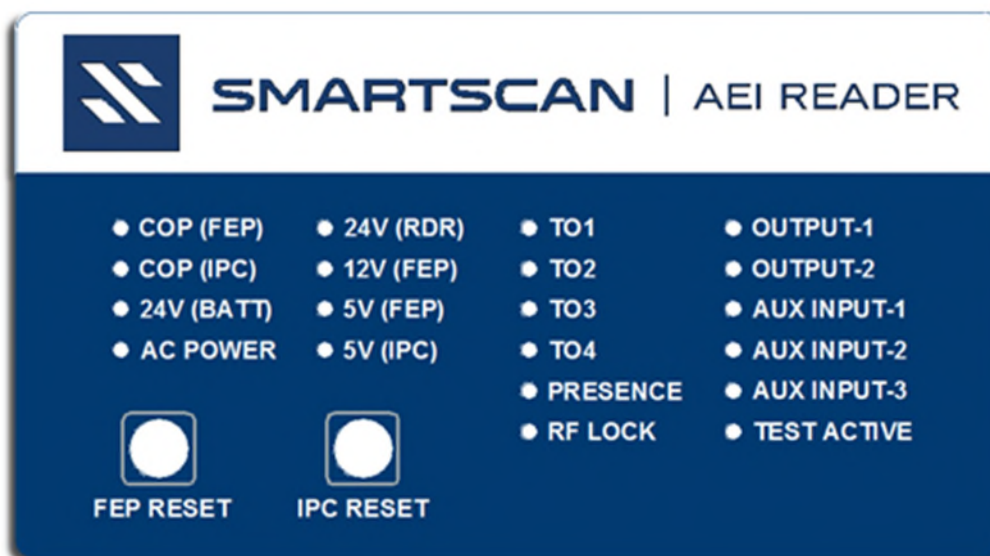 SMARTSCAN | AEI READER
COP (FEP)
COP (IPC)
24V (BATT)
AC POWER
24V (RDR)
12V (FEP)
5V (FEP)
5V (IPC)
TO1
TO2
TO3
TO4
PRESENCE
RF LOCK
OUTPUT-1
OUTPUT-2
AUX INPUT-1
AUX INPUT-2
AUX INPUT-3
TEST ACTIVE
FEP RESET
IPC RESET